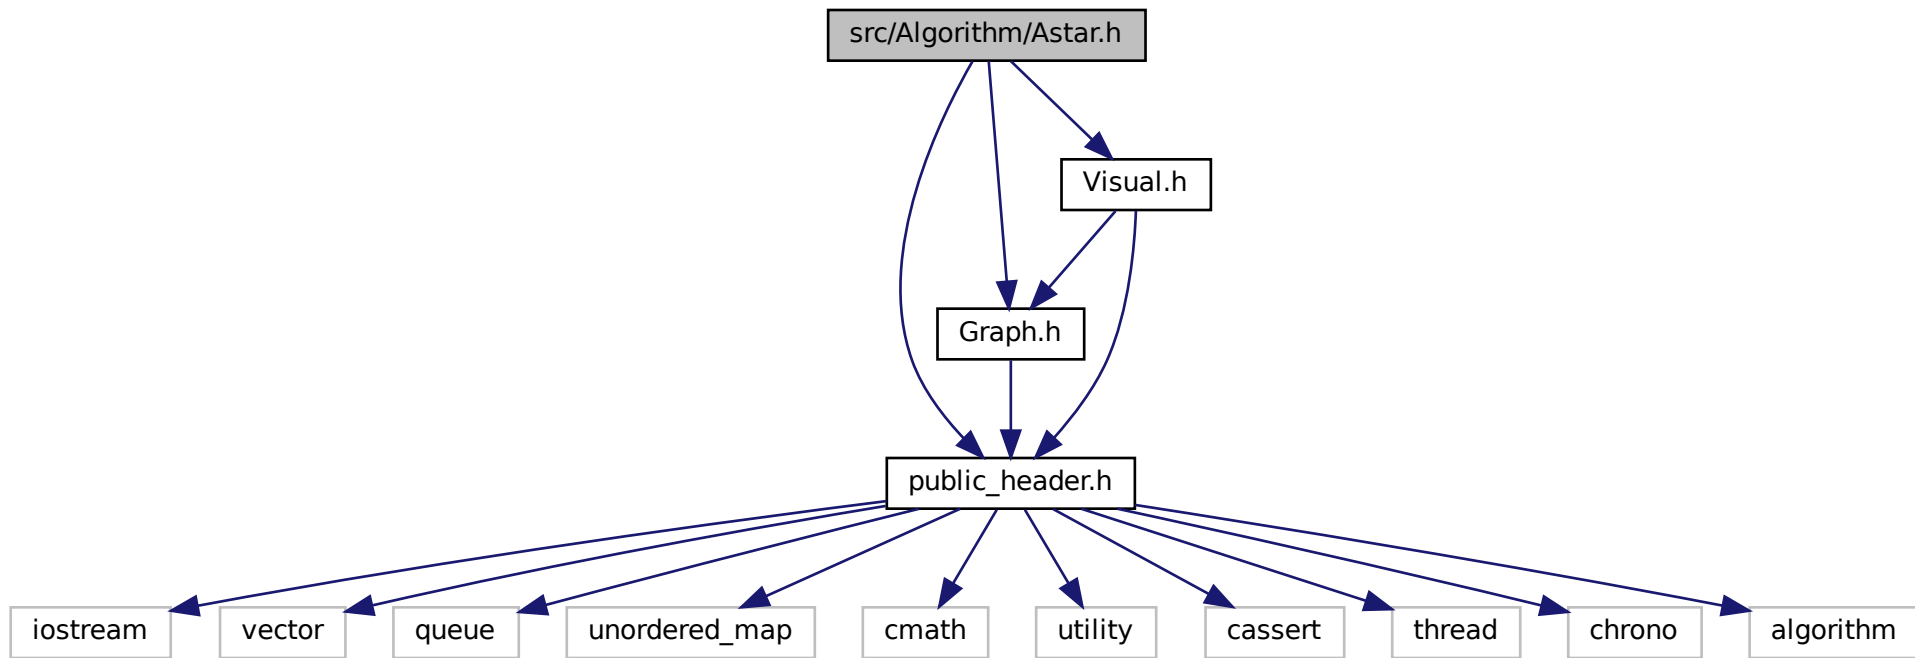 src/Algorithm/Astar.h
Visual.h
Graph.h
public_header.h
iostream
vector
queue
unordered_map
cmath
utility
cassert
thread
chrono
algorithm